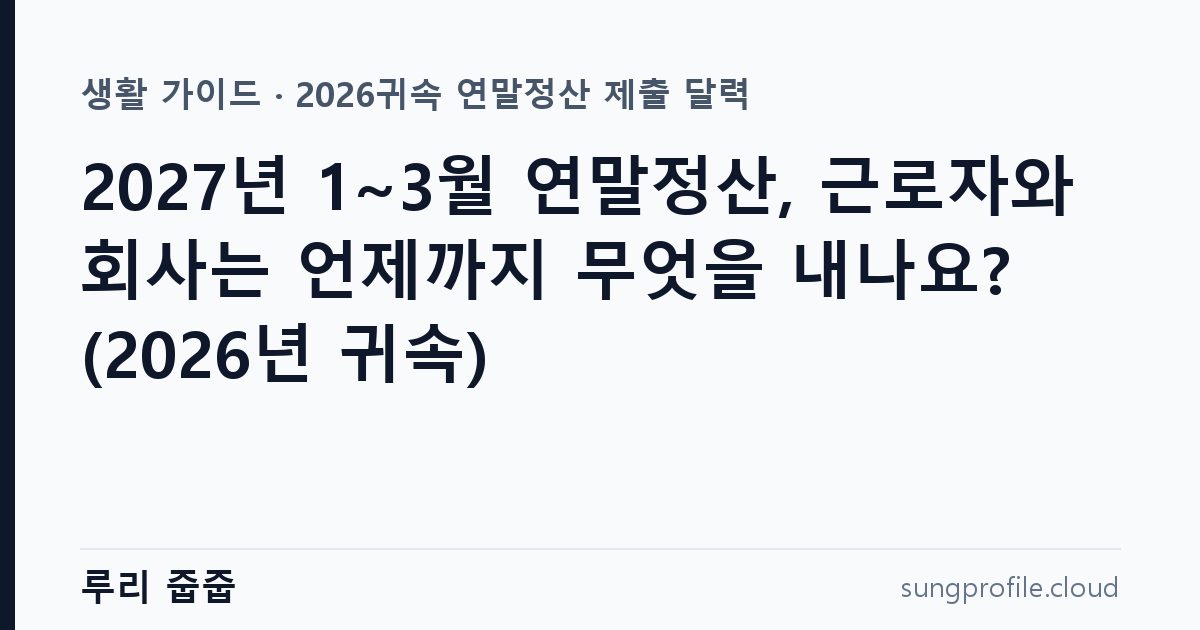 생활 가이드 · 2026귀속 연말정산 제출 달력
2027년 1~3월 연말정산, 근로자와
회사는 언제까지 무엇을 내나요?
(2026년 귀속)
루리 줍줍
sungprofile.cloud